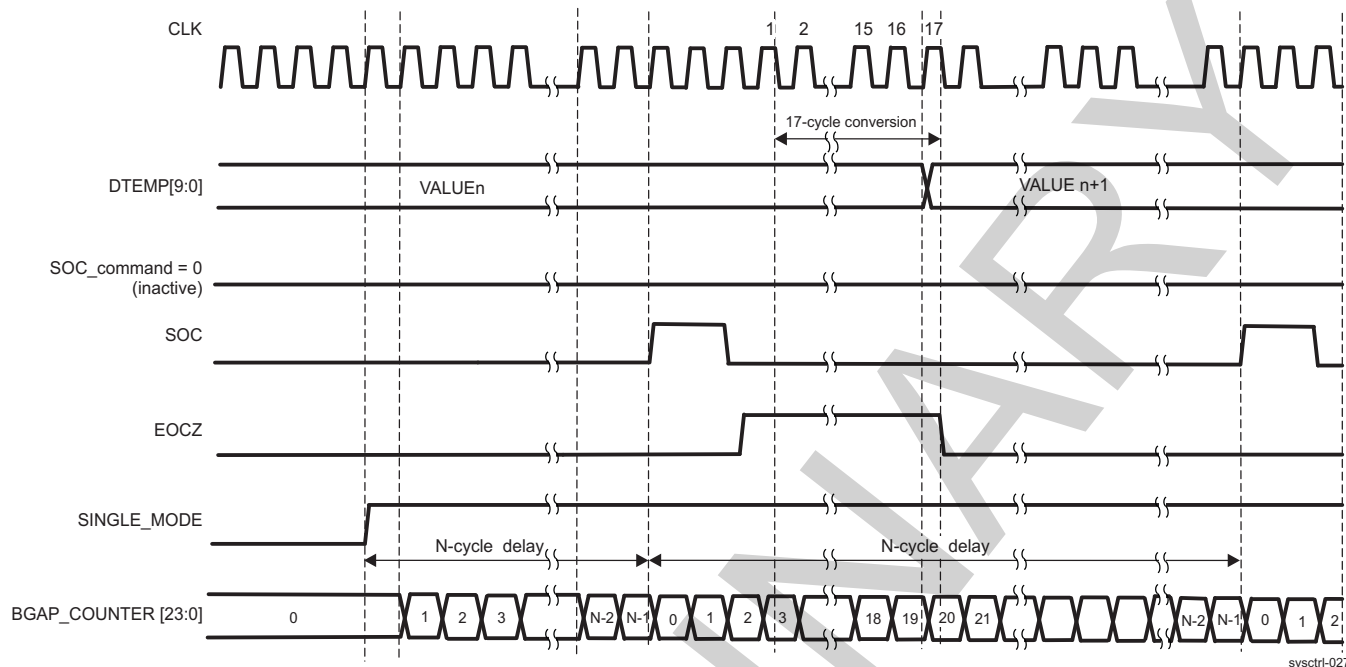 CLK
1 2 15 16 17
17-cycle conversion
DTEMP[9:0]
VALUEn
VALUE n+1
SOC_command = 0
(inactive)
SOC
EOCZ
SINGLE_MODE
N-cycle delay
N-cycle delay
BGAP_COUNTER [23:0]
0 1 2 3 N-2 N-1 0 1 2 3 18 19 20 21 N-2 N-1 0 1 2
sysctrl-027
INARY